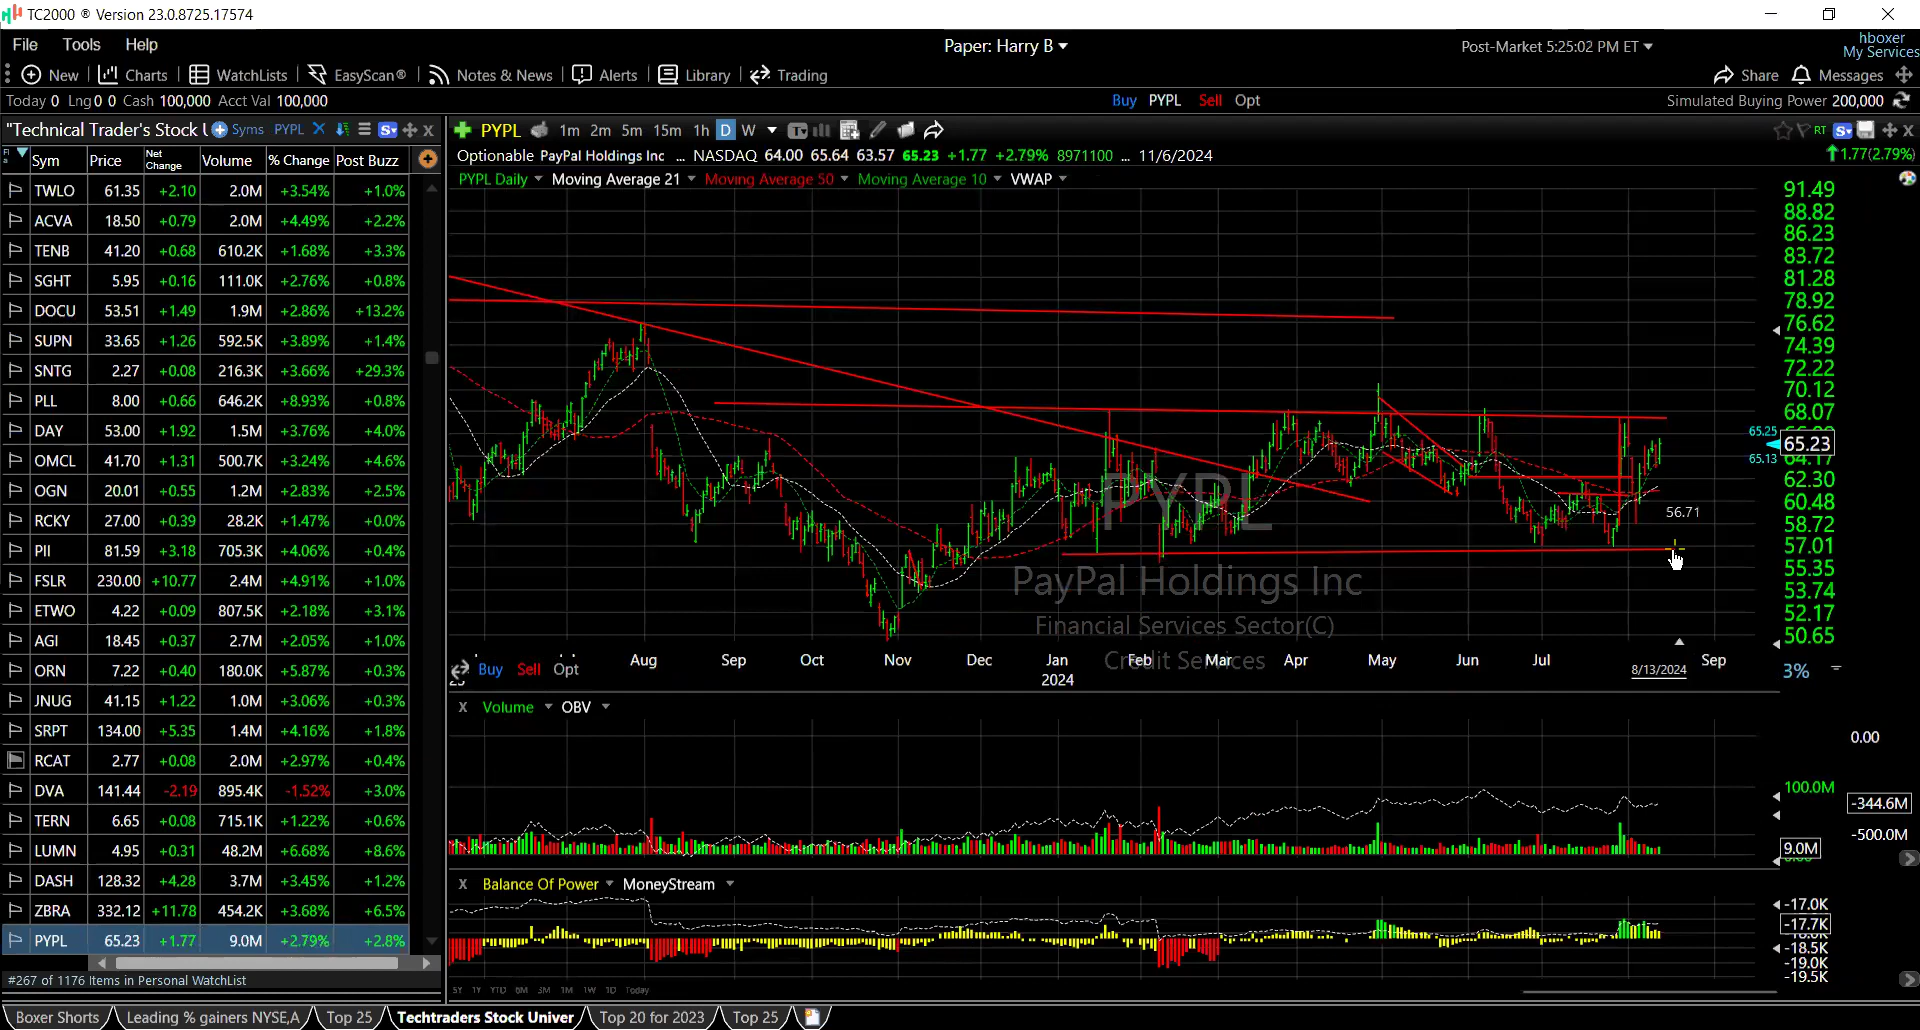 TC2000 ® Version 23.0.8725.17574
File Tools Help
Paper: Harry B
Post-Market 5:25:02 PM ET
hboxer
My Services
New Charts WatchLists EasyScan® Notes & News Alerts Library Trading
Share Messages
Today 0 Lng 0 0 Cash 100,000 Acct Val 100,000
Buy PYPL Sell Opt
Simulated Buying Power 200,000
"Technical Trader's Stock U Syms PYPL
PYPL 1m 2m 5m 15m 1h D W
RT
Optionable PayPal Holdings Inc ... NASDAQ 64.00 65.64 63.57 65.23 +1.77 +2.79% 8971100 ... 11/6/2024
1.77(2.79%)
PYPL Daily Moving Average 21 Moving Average 50 Moving Average 10 VWAP
Sym Price Net Change Volume % Change Post Buzz
TWLO 61.35 +2.10 2.0M +3.54% +1.0%
ACVA 18.50 +0.79 2.0M +4.49% +2.2%
TENB 41.20 +0.68 610.2K +1.68% +3.3%
SGHT 5.95 +0.16 111.0K +2.76% +0.8%
DOCU 53.51 +1.49 1.9M +2.86% +13.2%
SUPN 33.65 +1.26 592.5K +3.89% +1.4%
SNTG 2.27 +0.08 216.3K +3.66% +29.3%
PLL 8.00 +0.66 646.2K +8.93% +0.8%
DAY 53.00 +1.92 1.5M +3.76% +4.0%
OMCL 41.70 +1.31 500.7K +3.24% +4.6%
OGN 20.01 +0.55 1.2M +2.83% +2.5%
RCKY 27.00 +0.39 28.2K +1.47% +0.0%
PII 81.59 +3.18 705.3K +4.06% +0.4%
FSLR 230.00 +10.77 2.4M +4.91% +1.0%
ETWO 4.22 +0.09 807.5K +2.18% +3.1%
AGI 18.45 +0.37 2.7M +2.05% +1.0%
ORN 7.22 +0.40 180.0K +5.87% +0.3%
JNUG 41.15 +1.22 1.0M +3.06% +0.3%
SRPT 134.00 +5.35 1.4M +4.16% +1.8%
RCAT 2.77 +0.08 2.0M +2.97% +0.4%
DVA 141.44 -2.19 895.4K -1.52% +3.0%
TERN 6.65 +0.08 715.1K +1.22% +0.6%
LUMN 4.95 +0.31 48.2M +6.68% +8.6%
DASH 128.32 +4.28 3.7M +3.45% +1.2%
ZBRA 332.12 +11.78 454.2K +3.68% +6.5%
PYPL 65.23 +1.77 9.0M +2.79% +2.8%
#267 of 1176 Items in Personal WatchList
91.49
88.82
86.23
83.72
81.28
78.92
76.62
74.39
72.22
70.12
68.07
65.25
65.23
65.13
64.17
62.30
60.48
58.72
57.01
55.35
53.74
52.17
50.65
56.71
PYPL
PayPal Holdings Inc
Financial Services Sector(C)
Credit Services
Buy Sell Opt
Aug Sep Oct Nov Dec Jan Feb Mar Apr May Jun Jul Sep
2024
8/13/2024
3%
X Volume OBV
0.00
100.0M
-344.6M
-500.0M
9.0M
X Balance Of Power MoneyStream
-17.0K
-17.7K
-18.5K
-19.0K
-19.5K
5Y 1Y YTD 6M 3M 1M 1W 1D Today
Boxer Shorts Leading % gainers NYSE,A Top 25 Techtraders Stock Univer Top 20 for 2023 Top 25